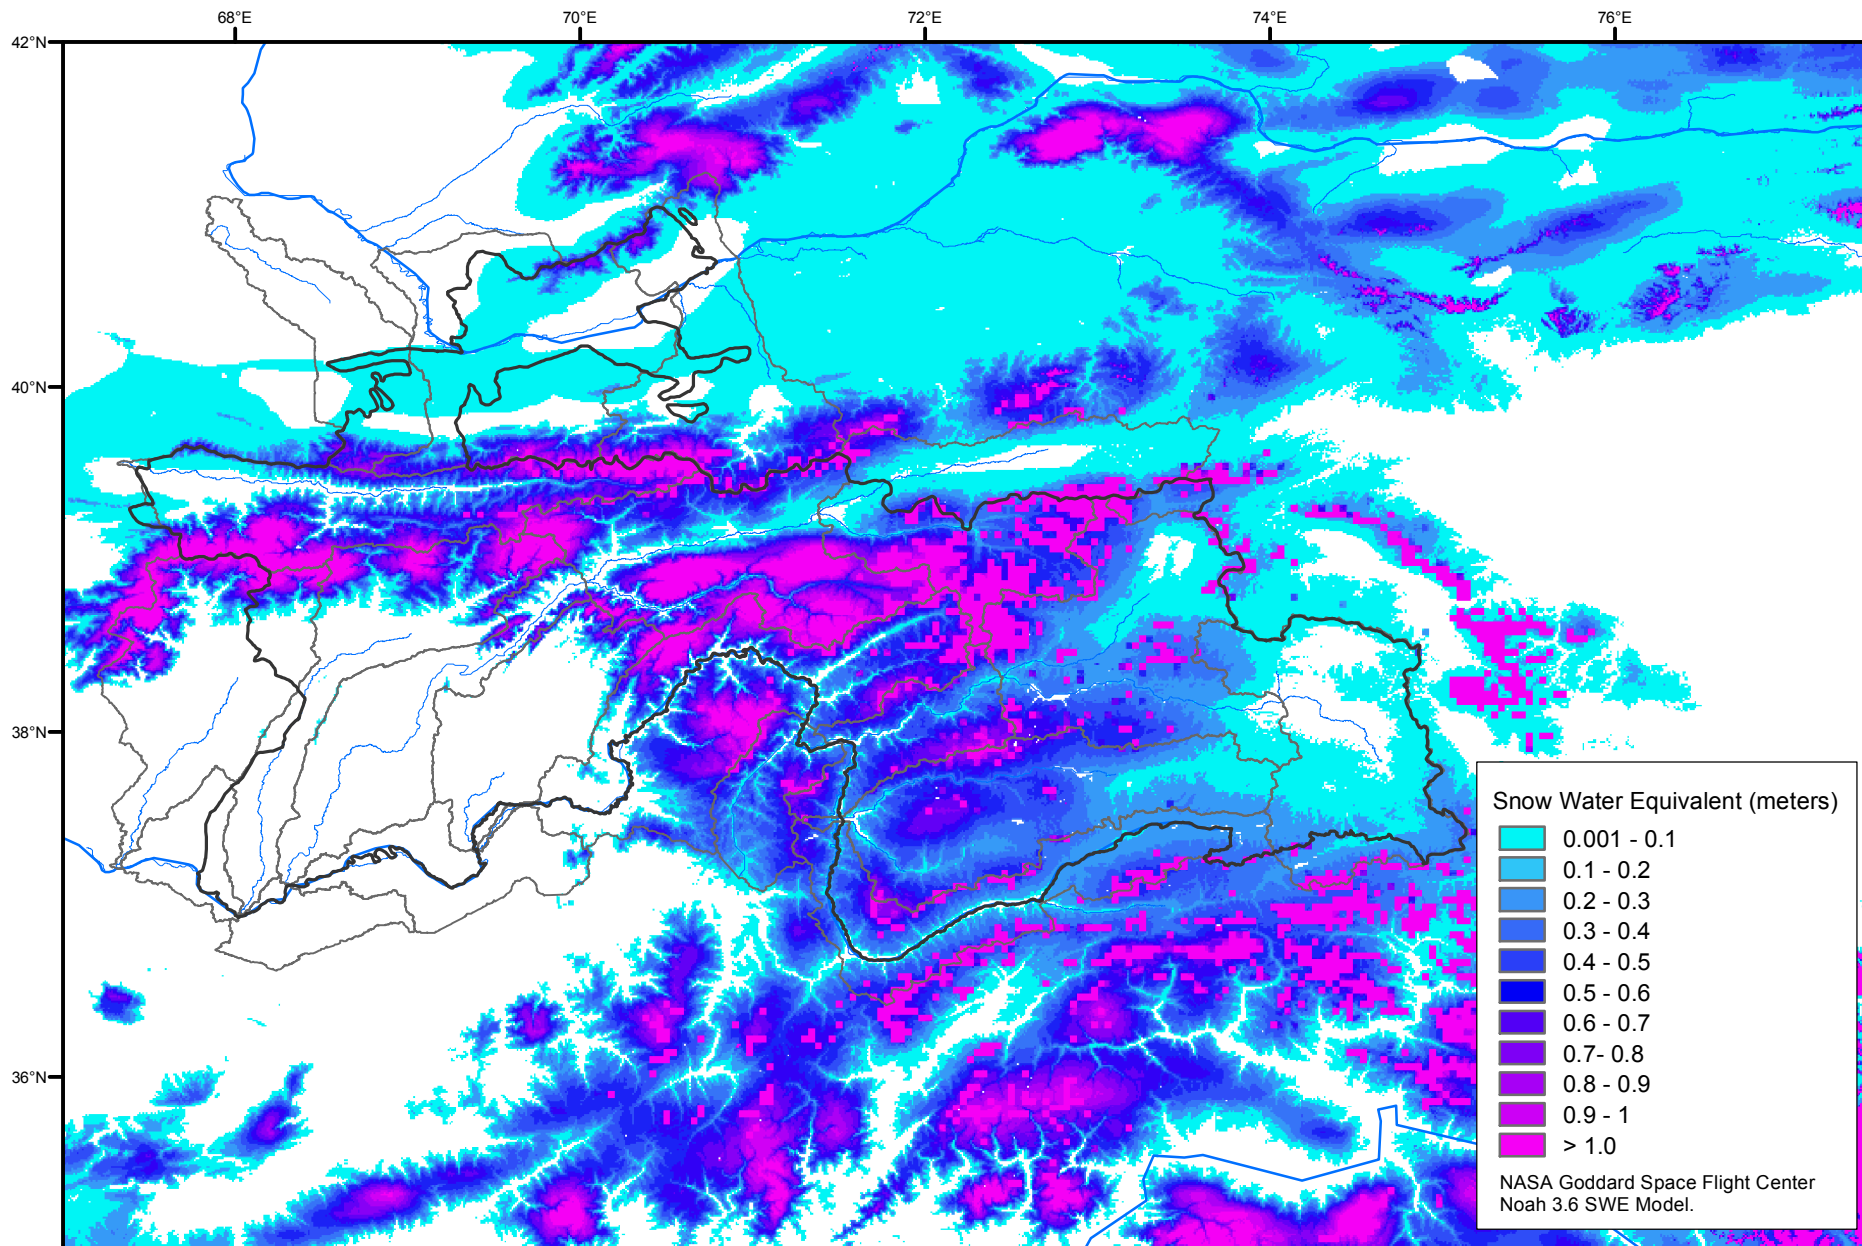 68°E
70°E
72°E
74°E
76°E
42°N
40°N
38°N
36°N
Snow Water Equivalent (meters)
0.001 - 0.1
0.1 - 0.2
0.2 - 0.3
0.3 - 0.4
0.4 - 0.5
0.5 - 0.6
0.6 - 0.7
0.7- 0.8
0.8 - 0.9
0.9 - 1
> 1.0
NASA Goddard Space Flight Center
Noah 3.6 SWE Model.